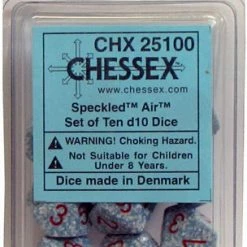 CHX 25100
CHESSEX™
www.chessex.com
Speckled™ Air™
Set of Ten d10 Dice
WARNING! Choking Hazard.
Not Suitable for Children
Under 8 Years.
Dice made in Denmark